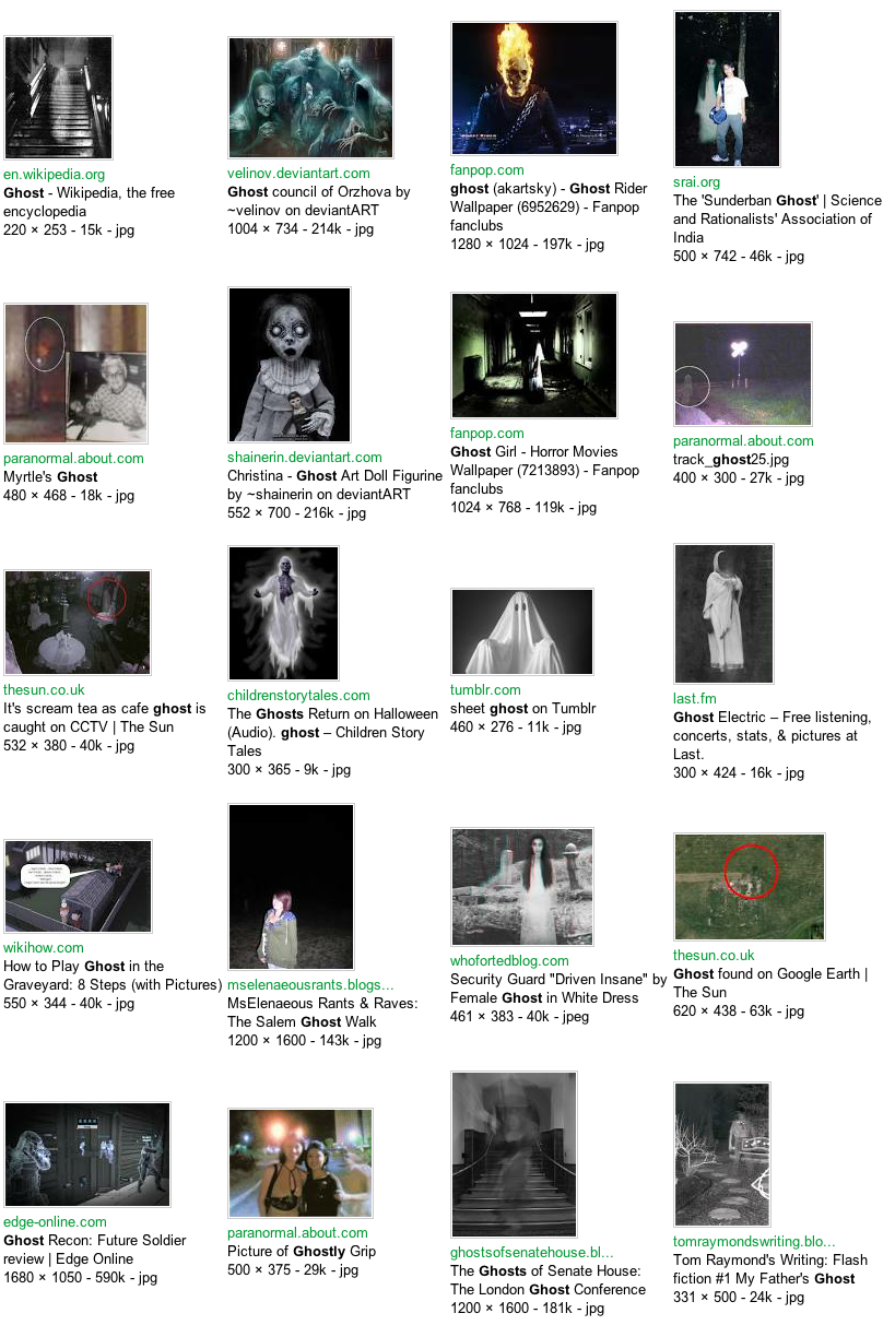 en.wikipedia.org
Ghost - Wikipedia, the free
encyclopedia
220 × 253 - 15k - jpg
velinov.deviantart.com
Ghost council of Orzhova by
~velinov on deviantART
1004 × 734 - 214k - jpg
fanpop.com
ghost (akartsky) - Ghost Rider
Wallpaper (6952629) - Fanpop
fanclubs
1280 × 1024 - 197k - jpg
srai.org
The 'Sunderban Ghost' | Science
and Rationalists' Association of
India
500 × 742 - 46k - jpg
paranormal.about.com
Myrtle's Ghost
480 × 468 - 18k - jpg
shainerin.deviantart.com
Christina - Ghost Art Doll Figurine
by ~shainerin on deviantART
552 × 700 - 216k - jpg
fanpop.com
Ghost Girl - Horror Movies
Wallpaper (7213893) - Fanpop
fanclubs
1024 × 768 - 119k - jpg
paranormal.about.com
track_ghost25.jpg
400 × 300 - 27k - jpg
thesun.co.uk
It's scream tea as cafe ghost is
caught on CCTV | The Sun
532 × 380 - 40k - jpg
childrenstorytales.com
The Ghosts Return on Halloween
(Audio). ghost – Children Story
Tales
300 × 365 - 9k - jpg
tumblr.com
sheet ghost on Tumblr
460 × 276 - 11k - jpg
last.fm
Ghost Electric – Free listening,
concerts, stats, & pictures at
Last.
300 × 424 - 16k - jpg
wikihow.com
How to Play Ghost in the
Graveyard: 8 Steps (with Pictures)
550 × 344 - 40k - jpg
mselenaeousrants.blogs...
MsElenaeous Rants & Raves:
The Salem Ghost Walk
1200 × 1600 - 143k - jpg
whofortedblog.com
Security Guard "Driven Insane" by
Female Ghost in White Dress
461 × 383 - 40k - jpeg
thesun.co.uk
Ghost found on Google Earth |
The Sun
620 × 438 - 63k - jpg
edge-online.com
Ghost Recon: Future Soldier
review | Edge Online
1680 × 1050 - 590k - jpg
paranormal.about.com
Picture of Ghostly Grip
500 × 375 - 29k - jpg
ghostsofsenatehouse.bl...
The Ghosts of Senate House:
The London Ghost Conference
1200 × 1600 - 181k - jpg
tomraymondswriting.blo...
Tom Raymond's Writing: Flash
fiction #1 My Father's Ghost
331 × 500 - 24k - jpg